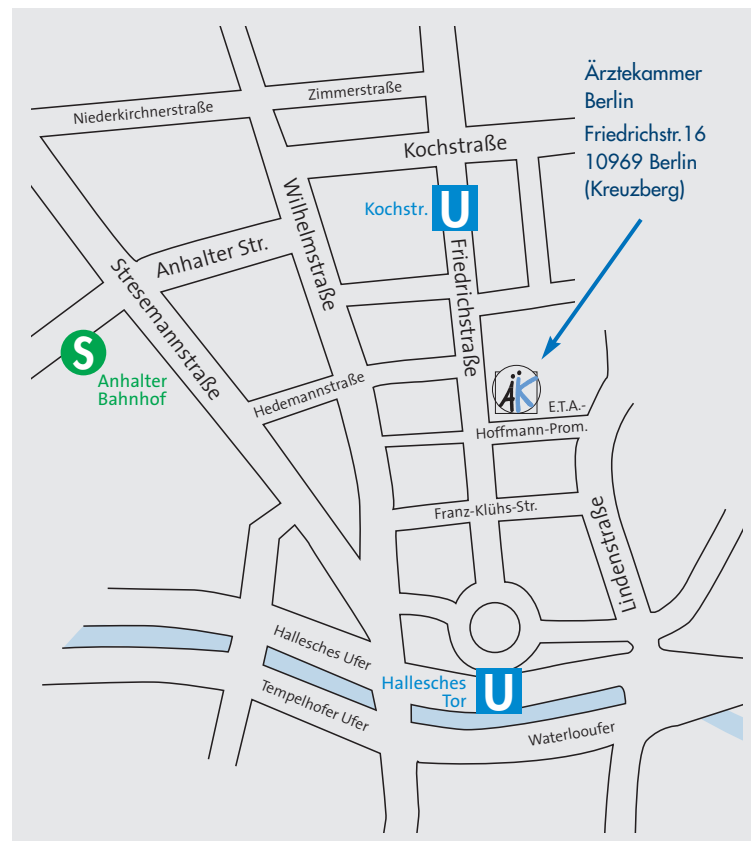 Niederkirchnerstraße
Zimmerstraße
Ärztekammer
Berlin
Friedrichstr.16
10969 Berlin
(Kreuzberg)
Kochstraße
Kochstr.
U
Wilhelmstraße
Anhalter Str.
Friedrichstraße
Stresemannstraße
S
Anhalter
Bahnhof
Hedemannstraße
ÄK
E.T.A.-
Hoffmann-Prom.
Franz-Klühs-Str.
Lindenstraße
Hallesches Ufer
Hallesches
Tor
U
Tempelhofer Ufer
Waterlooufer